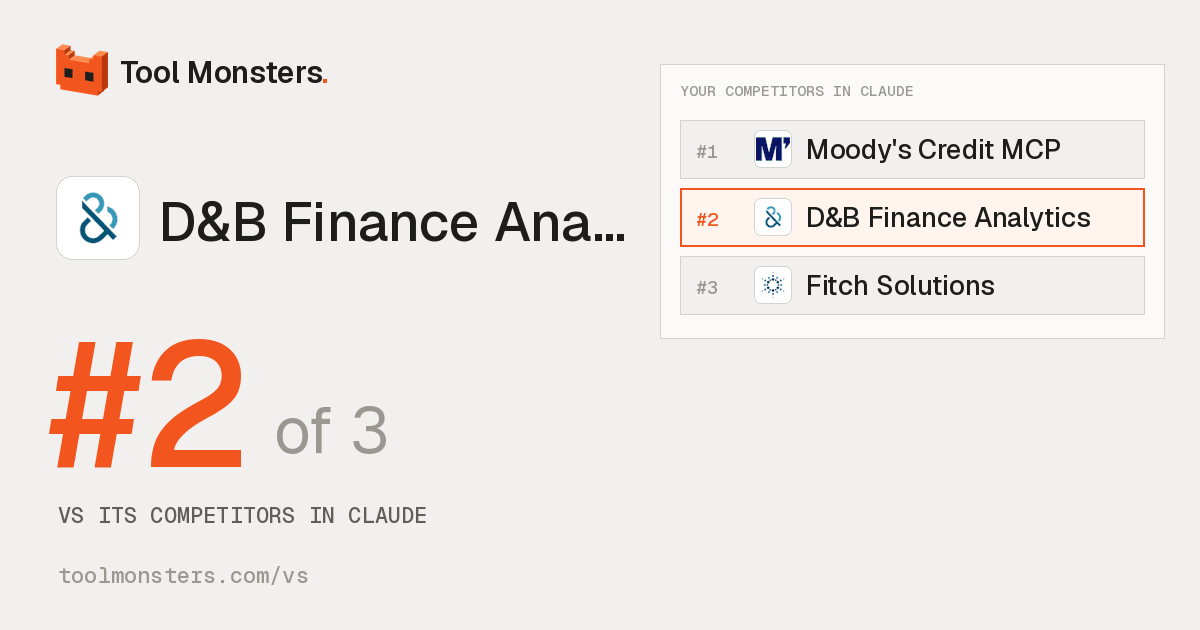 Tool Monsters.
D&B Finance Ana...
#2 of 3
VS ITS COMPETITORS IN CLAUDE
toolmonsters.com/vs
YOUR COMPETITORS IN CLAUDE
#1 M' Moody's Credit MCP
#2 D&B Finance Analytics
#3 Fitch Solutions